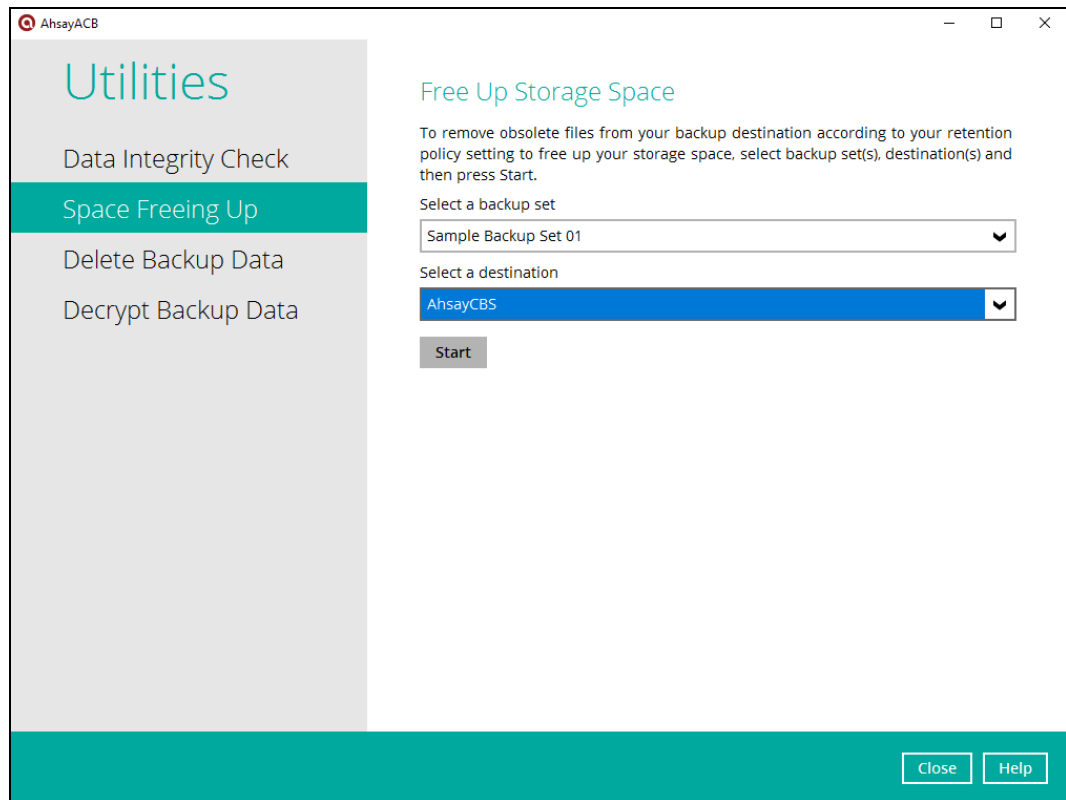 AhsayACB
Utilities
Data Integrity Check
Space Freeing Up
Delete Backup Data
Decrypt Backup Data
Free Up Storage Space
To remove obsolete files from your backup destination according to your retention
policy setting to free up your storage space, select backup set(s), destination(s) and
then press Start.
Select a backup set
Sample Backup Set 01
Select a destination
AhsayCBS
Start
Close
Help